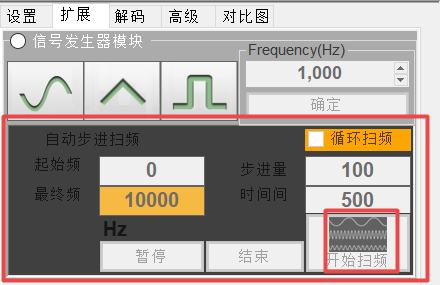 设置 扩展 解码 高级 对比图
信号发生器模块
Frequency(Hz)
1,000
确定
自动步进扫频 循环扫频
起始频 0 步进量 100
最终频 10000 时间间 500
Hz
暂停 结束 开始扫频